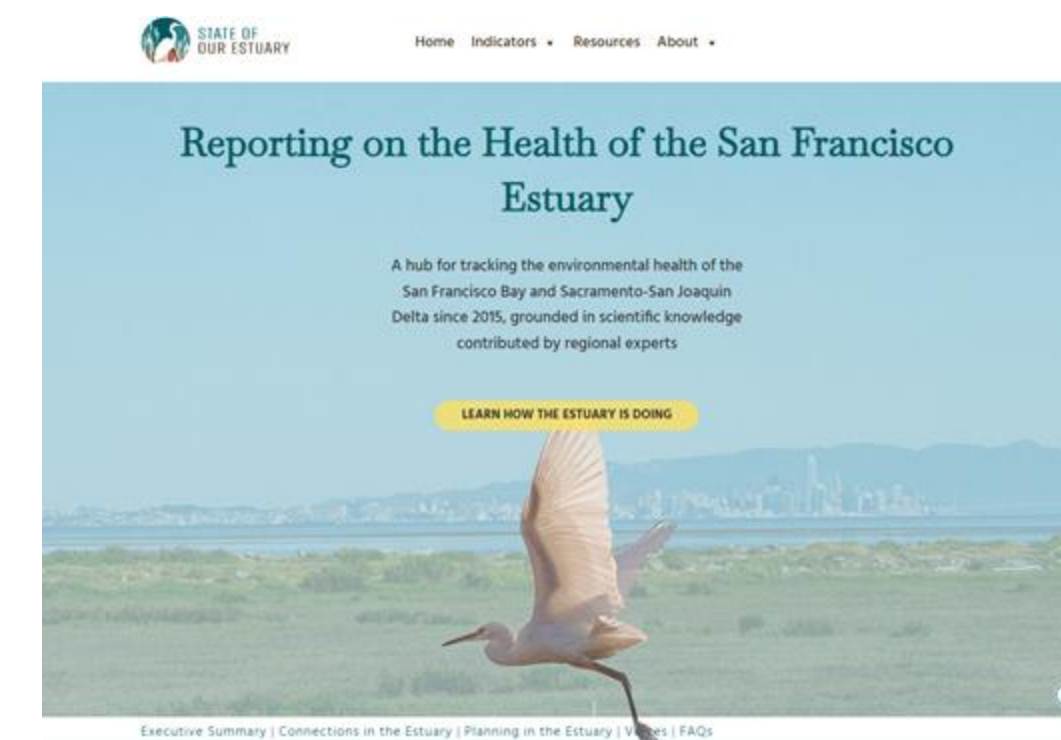 STATE OF
OUR ESTUARY
Home Indicators Resources About
Reporting on the Health of the San Francisco
Estuary
A hub for tracking the environmental health of the
San Francisco Bay and Sacramento-San Joaquin
Delta since 2015, grounded in scientific knowledge
contributed by regional experts
LEARN HOW THE ESTUARY IS DOING
Executive Summary | Connections in the Estuary | Planning in the Estuary | | FAQs